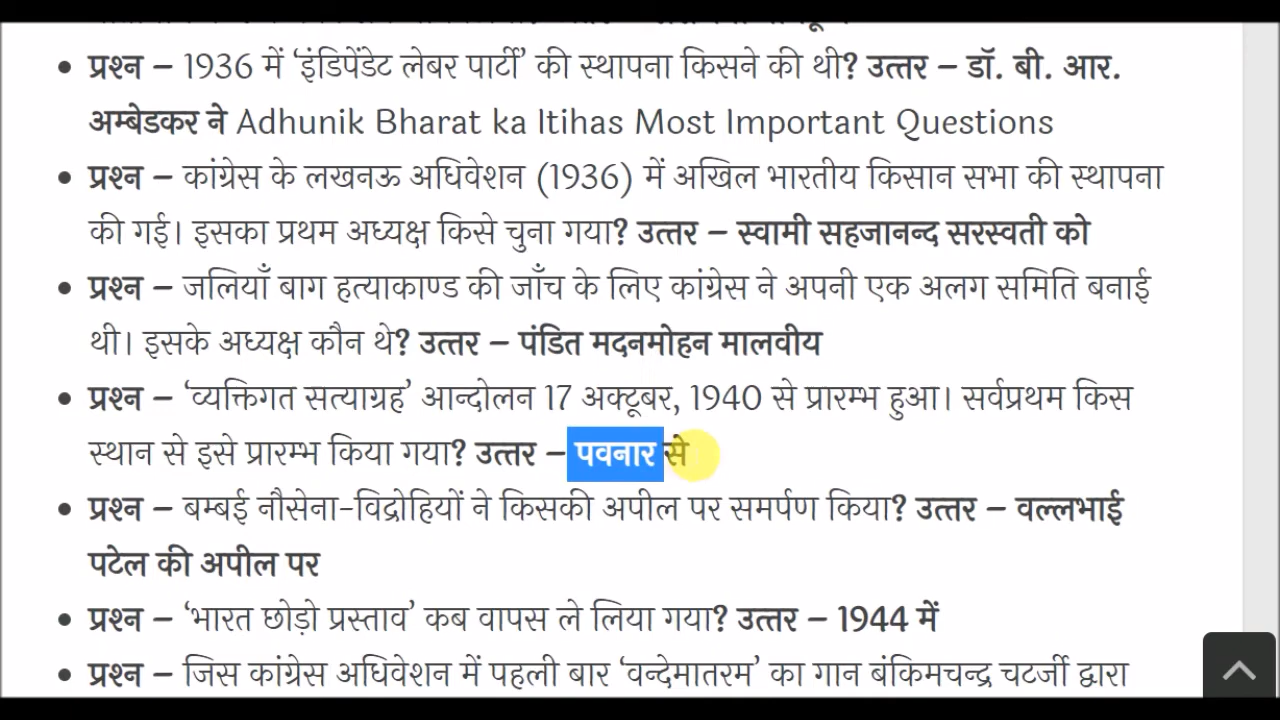 प्रश्न – 1936 में ‘इंडिपेंडेट लेबर पार्टी’ की स्थापना किसने की थी? उत्तर – डॉ. बी. आर.
अम्बेडकर ने Adhunik Bharat ka Itihas Most Important Questions
प्रश्न – कांग्रेस के लखनऊ अधिवेशन (1936) में अखिल भारतीय किसान सभा की स्थापना
की गई। इसका प्रथम अध्यक्ष किसे चुना गया? उत्तर – स्वामी सहजानन्द सरस्वती को
प्रश्न – जलियाँ बाग हत्याकाण्ड की जाँच के लिए कांग्रेस ने अपनी एक अलग समिति बनाई
थी। इसके अध्यक्ष कौन थे? उत्तर – पंडित मदनमोहन मालवीय
प्रश्न – ‘व्यक्तिगत सत्याग्रह’ आन्दोलन 17 अक्टूबर, 1940 से प्रारम्भ हुआ। सर्वप्रथम किस
स्थान से इसे प्रारम्भ किया गया? उत्तर – पवनार से
प्रश्न – बम्बई नौसेना-विद्रोहियों ने किसकी अपील पर समर्पण किया? उत्तर – वल्लभाई
पटेल की अपील पर
प्रश्न – ‘भारत छोड़ो प्रस्ताव’ कब वापस ले लिया गया? उत्तर – 1944 में
प्रश्न – जिस कांग्रेस अधिवेशन में पहली बार ‘वन्देमातरम’ का गान बंकिमचन्द्र चटर्जी द्वारा